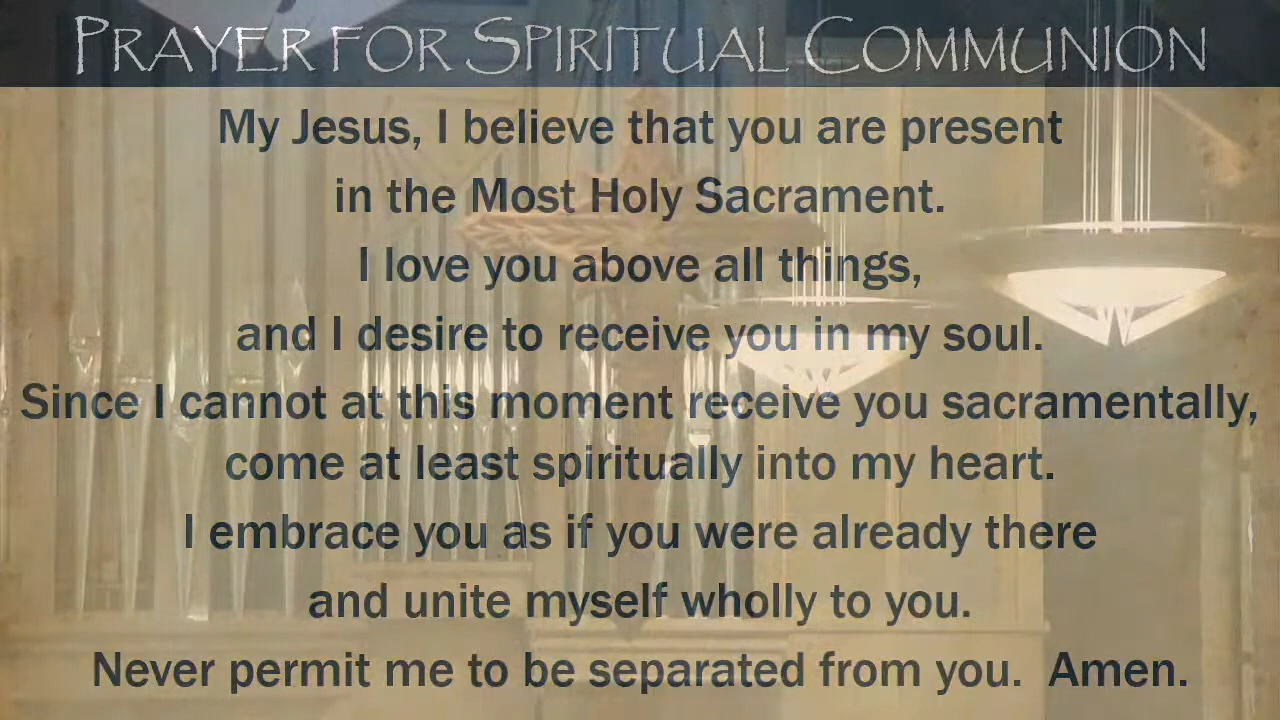 PRAYER FOR SPIRITUAL COMMUNION
My Jesus, I believe that you are present
in the Most Holy Sacrament.
I love you above all things,
and I desire to receive you in my soul.
Since I cannot at this moment receive you sacramentally,
come at least spiritually into my heart.
I embrace you as if you were already there
and unite myself wholly to you.
Never permit me to be separated from you.  Amen.